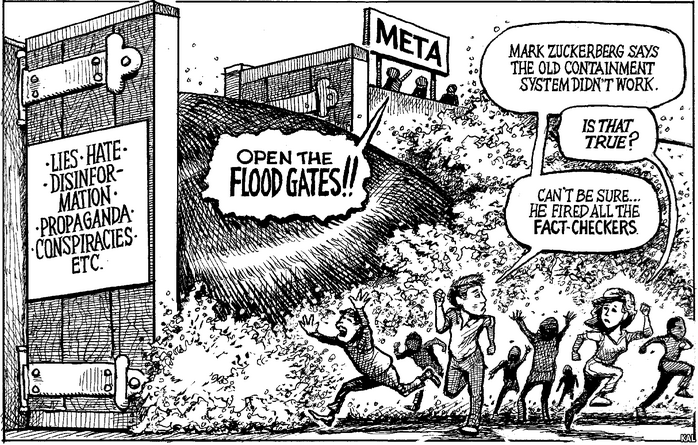 META
MARK ZUCKERBERG SAYS
THE OLD CONTAINMENT
SYSTEM DIDN'T WORK.
IS THAT
TRUE?
CAN'T BE SURE...
HE FIRED ALL THE
FACT-CHECKERS.
OPEN THE
FLOOD GATES!!
·LIES·HATE·
·DISINFOR-
MATION·
·PROPAGANDA·
·CONSPIRACIES·
ETC.